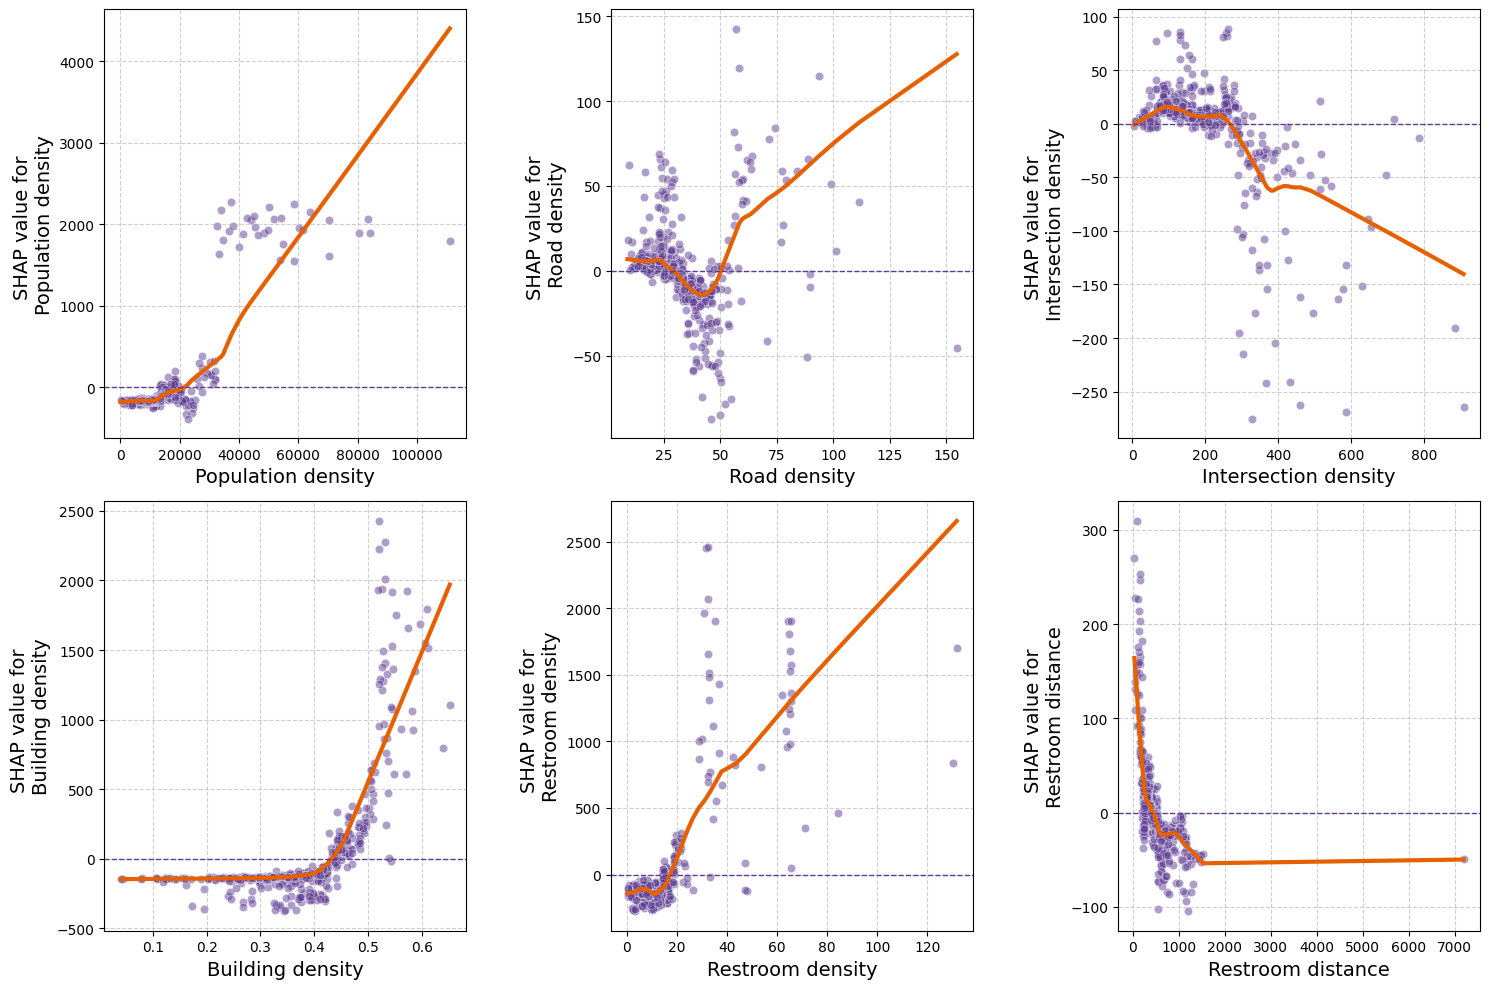 4000
3000
2000
1000
0
SHAP value for
Population density
0 20000 40000 60000 80000 100000
Population density
150
100
50
0
−50
SHAP value for
Road density
25 50 75 100 125 150
Road density
100
50
0
−50
−100
−150
−200
−250
SHAP value for
Intersection density
0 200 400 600 800
Intersection density
2500
2000
1500
1000
500
0
−500
SHAP value for
Building density
0.1 0.2 0.3 0.4 0.5 0.6
Building density
2500
2000
1500
1000
500
0
SHAP value for
Restroom density
0 20 40 60 80 100 120
Restroom density
300
200
100
0
−100
SHAP value for
Restroom distance
0 1000 2000 3000 4000 5000 6000 7000
Restroom distance